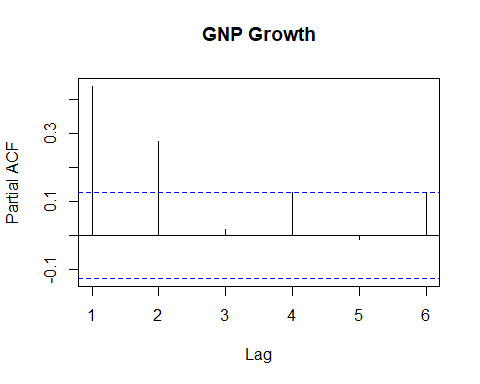 GNP Growth
Partial ACF
0.3
0.1
-0.1
1 2 3 4 5 6
Lag